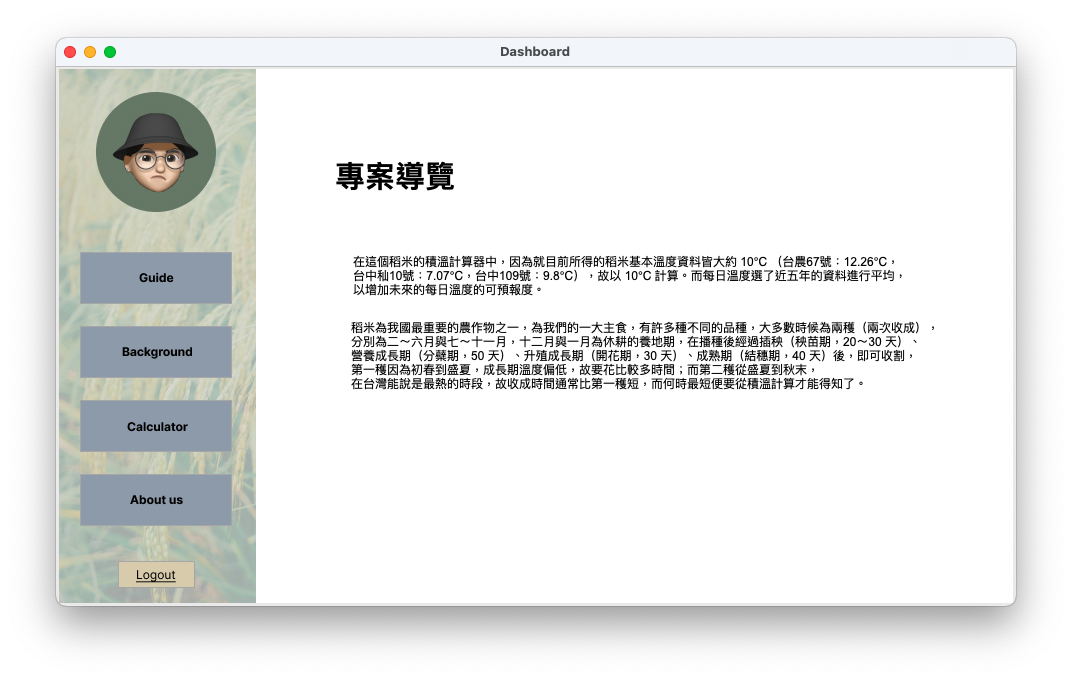 Dashboard
專案導覽
Guide
Background
Calculator
About us
Logout
在這個稻米的積溫計算器中，因為就目前所得的稻米基本溫度資料皆大約 10°C （台農67號：12.26°C，
台中秈10號：7.07°C，台中109號：9.8°C），故以 10°C 計算。而每日溫度選了近五年的資料進行平均，
以增加未來的每日溫度的可預報度。
稻米為我國最重要的農作物之一，為我們的一大主食，有許多種不同的品種，大多數時候為兩穫（兩次收成），
分別為二～六月與七～十一月，十二月與一月為休耕的養地期，在播種後經過插秧（秧苗期，20～30 天）、
營養成長期（分蘗期，50 天）、升殖成長期（開花期，30 天）、成熟期（結穗期，40 天）後，即可收割，
第一穫因為初春到盛夏，成長期溫度偏低，故要花比較多時間；而第二穫從盛夏到秋末，
在台灣能說是最熱的時段，故收成時間通常比第一穫短，而何時最短便要從積溫計算才能得知了。